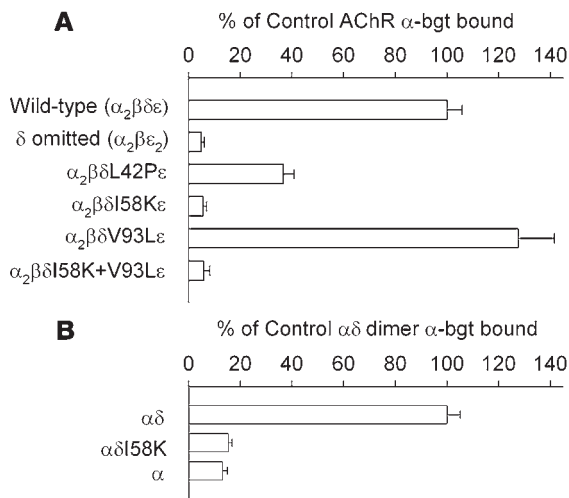 A
% of Control AChR α-bgt bound
0 20 40 60 80 100 120 140
Wild-type (α₂βδε)
δ omitted (α₂βε₂)
α₂βδL42Pε
α₂βδI58Kε
α₂βδV93Lε
α₂βδI58K+V93Lε
B
% of Control αδ dimer α-bgt bound
0 20 40 60 80 100 120 140
αδ
αδI58K
α